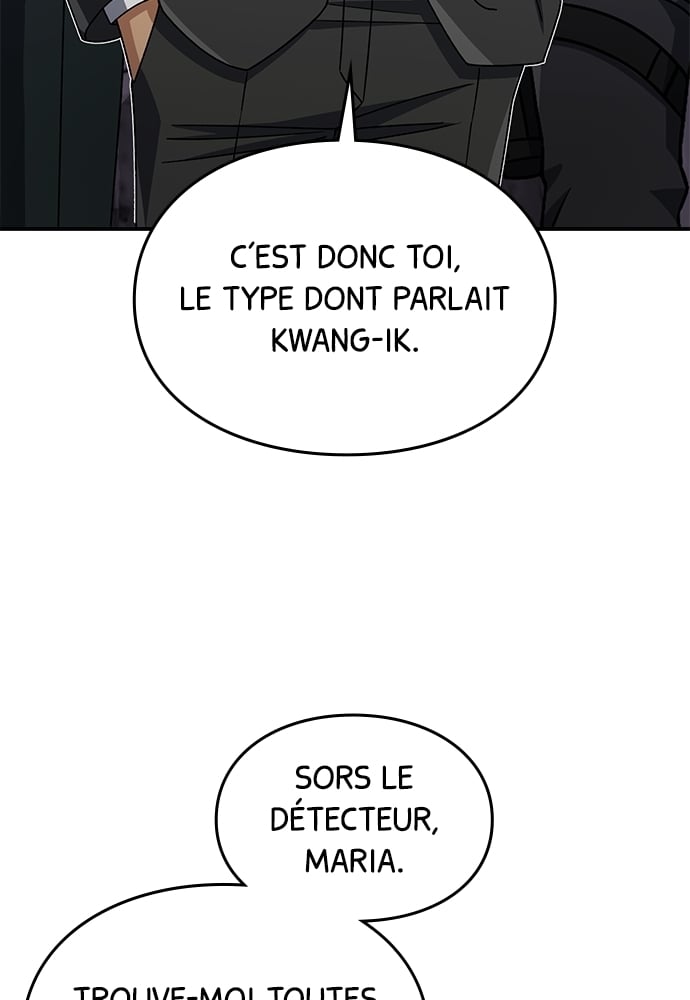 C'EST DONC TOI,
LE TYPE DONT PARLAIT
KWANG-IK.
SORS LE
DÉTECTEUR,
MARIA.
TROUVE-MOI TOUTES